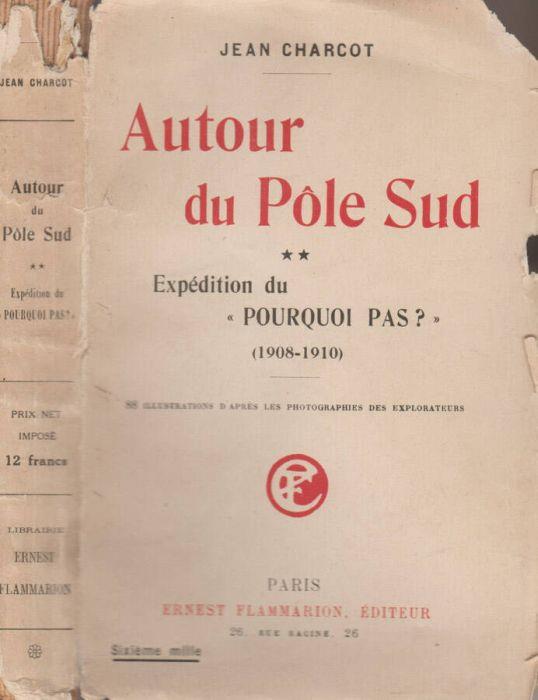 JEAN CHARCOT
Autour
du
Pôle Sud
★★
Expédition du
« POURQUOI PAS? »
PRIX NET
IMPOSÉ
12 francs
LIBRAIRIE
ERNEST
FLAMMARION
JEAN CHARCOT
Autour
du Pôle Sud
★★
Expédition du
« POURQUOI PAS ? »
(1908-1910)
88 ILLUSTRATIONS D'APRÈS LES PHOTOGRAPHIES DES EXPLORATEURS
EF
PARIS
ERNEST FLAMMARION, ÉDITEUR
26, RUE RACINE, 26
Sixième mille